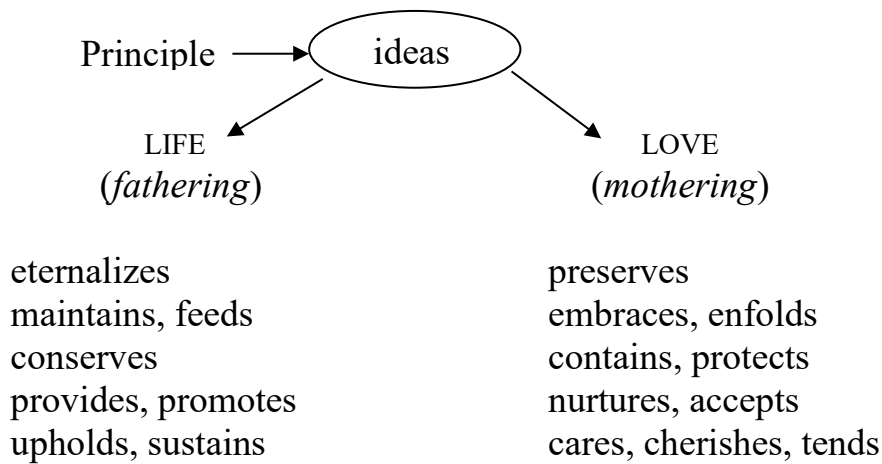 Principle ideas
LIFE LOVE
(fathering) (mothering)
eternalizes preserves
maintains, feeds embraces, enfolds
conserves contains, protects
provides, promotes nurtures, accepts
upholds, sustains cares, cherishes, tends